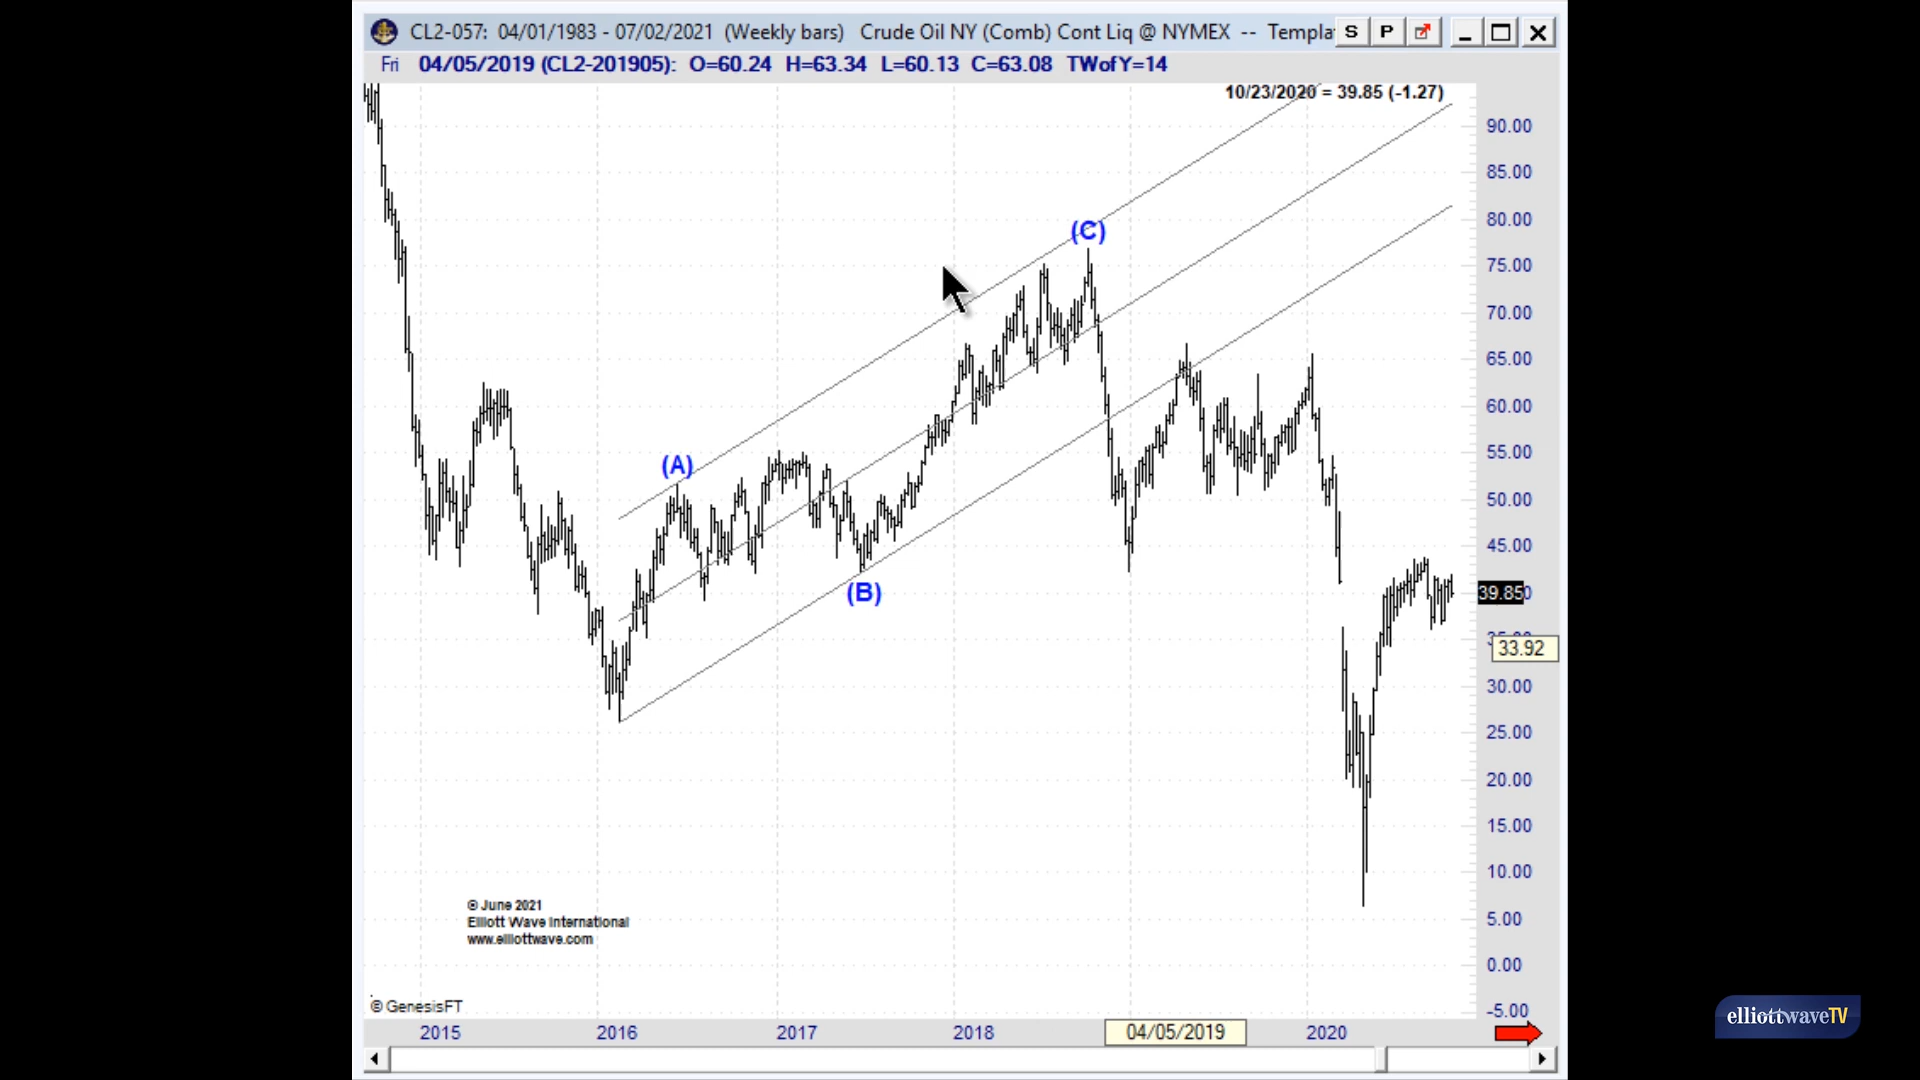 CL2-057: 04/01/1983 - 07/02/2021 (Weekly bars) Crude Oil NY (Comb) Cont Liq @ NYMEX -- Templa
S P
Fri 04/05/2019 (CL2-201905): O=60.24 H=63.34 L=60.13 C=63.08 TWofY=14
10/23/2020 = 39.85 (-1.27)
90.00
85.00
80.00
(C)
75.00
70.00
65.00
60.00
55.00
(A)
50.00
45.00
(B)
39.85
33.92
30.00
25.00
20.00
15.00
10.00
5.00
0.00
-5.00
© June 2021
Elliott Wave International
www.elliottwave.com
© GenesisFT
2015 2016 2017 2018 04/05/2019 2020
elliottwaveTV